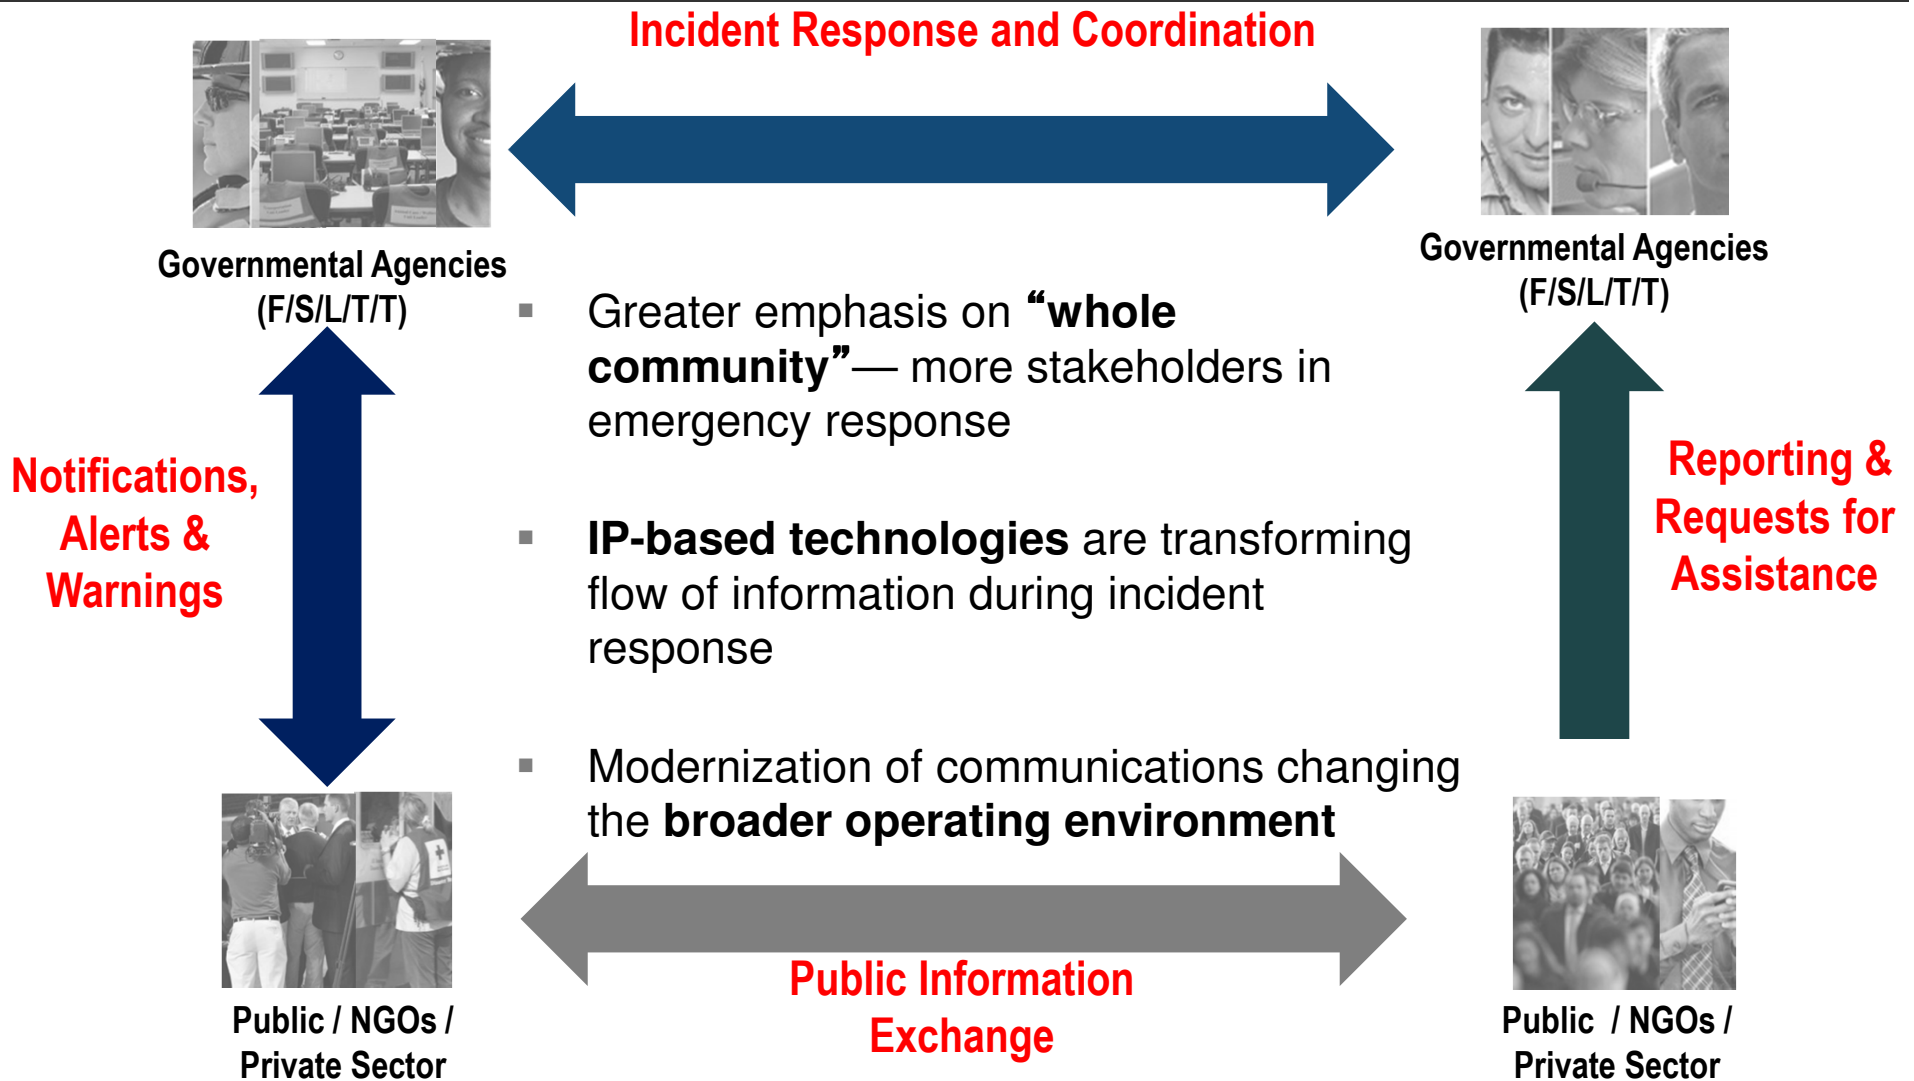 Incident Response and Coordination
Governmental Agencies
(F/S/L/T/T)
Governmental Agencies
(F/S/L/T/T)
▪ Greater emphasis on “whole
community”— more stakeholders in
emergency response
Notifications,
Alerts &
Warnings
Reporting &
Requests for
Assistance
▪ IP-based technologies are transforming
flow of information during incident
response
▪ Modernization of communications changing
the broader operating environment
Public Information
Exchange
Public / NGOs /
Private Sector
Public / NGOs /
Private Sector